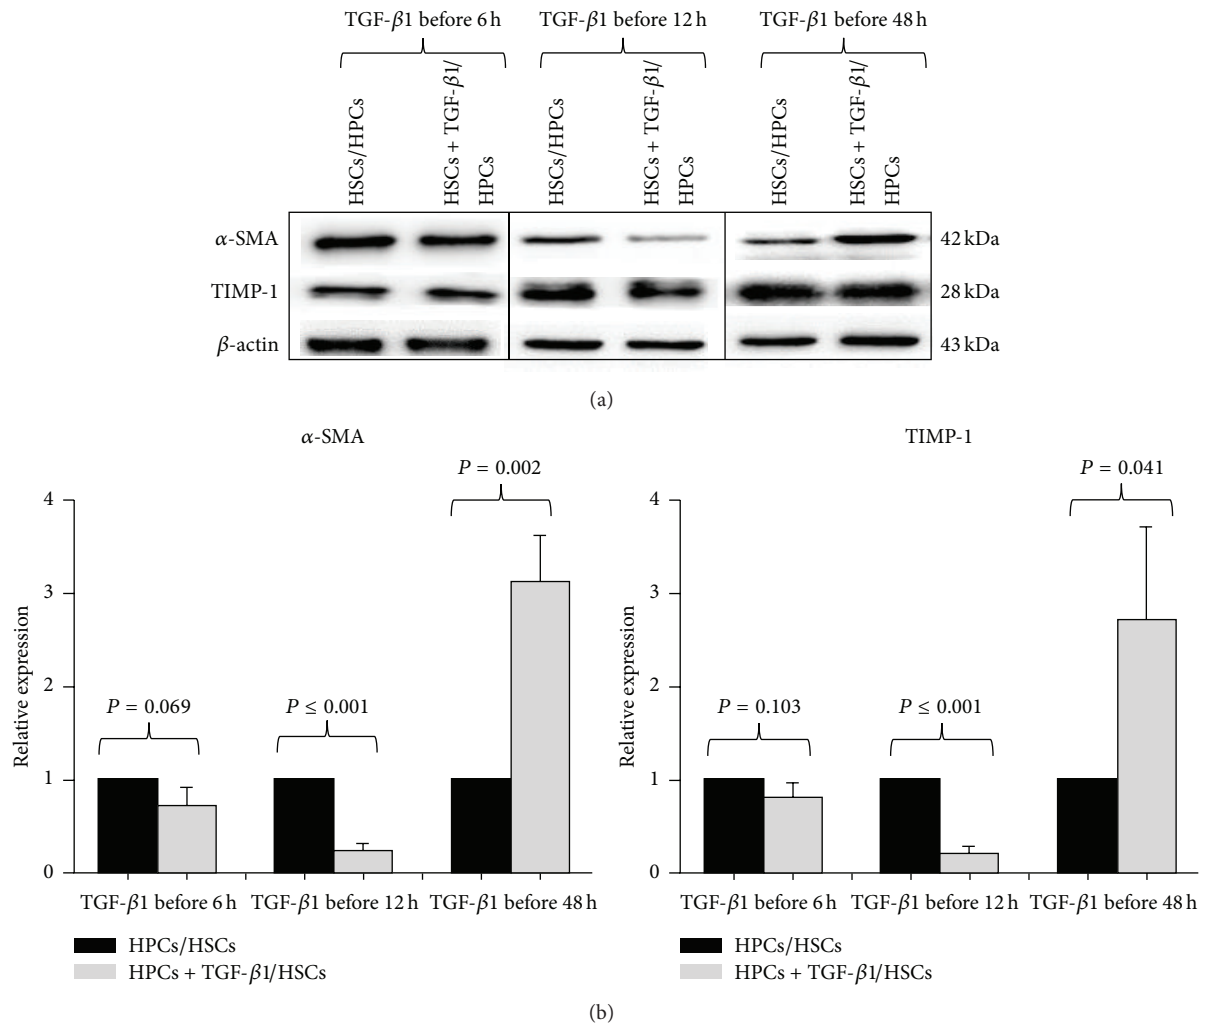 TGF-β1 before 6 h
TGF-β1 before 12 h
TGF-β1 before 48 h
HSCs/HPCs
HSCs + TGF-β1/
HPCs
HSCs/HPCs
HSCs + TGF-β1/
HPCs
HSCs/HPCs
HSCs + TGF-β1/
HPCs
α-SMA
42 kDa
TIMP-1
28 kDa
β-actin
43 kDa
(a)
α-SMA
Relative expression
4
3
2
1
0
P = 0.069
P ≤ 0.001
P = 0.002
TGF-β1 before 6 h
TGF-β1 before 12 h
TGF-β1 before 48 h
HPCs/HSCs
HPCs + TGF-β1/HSCs
TIMP-1
Relative expression
4
3
2
1
0
P = 0.103
P ≤ 0.001
P = 0.041
TGF-β1 before 6 h
TGF-β1 before 12 h
TGF-β1 before 48 h
HPCs/HSCs
HPCs + TGF-β1/HSCs
(b)